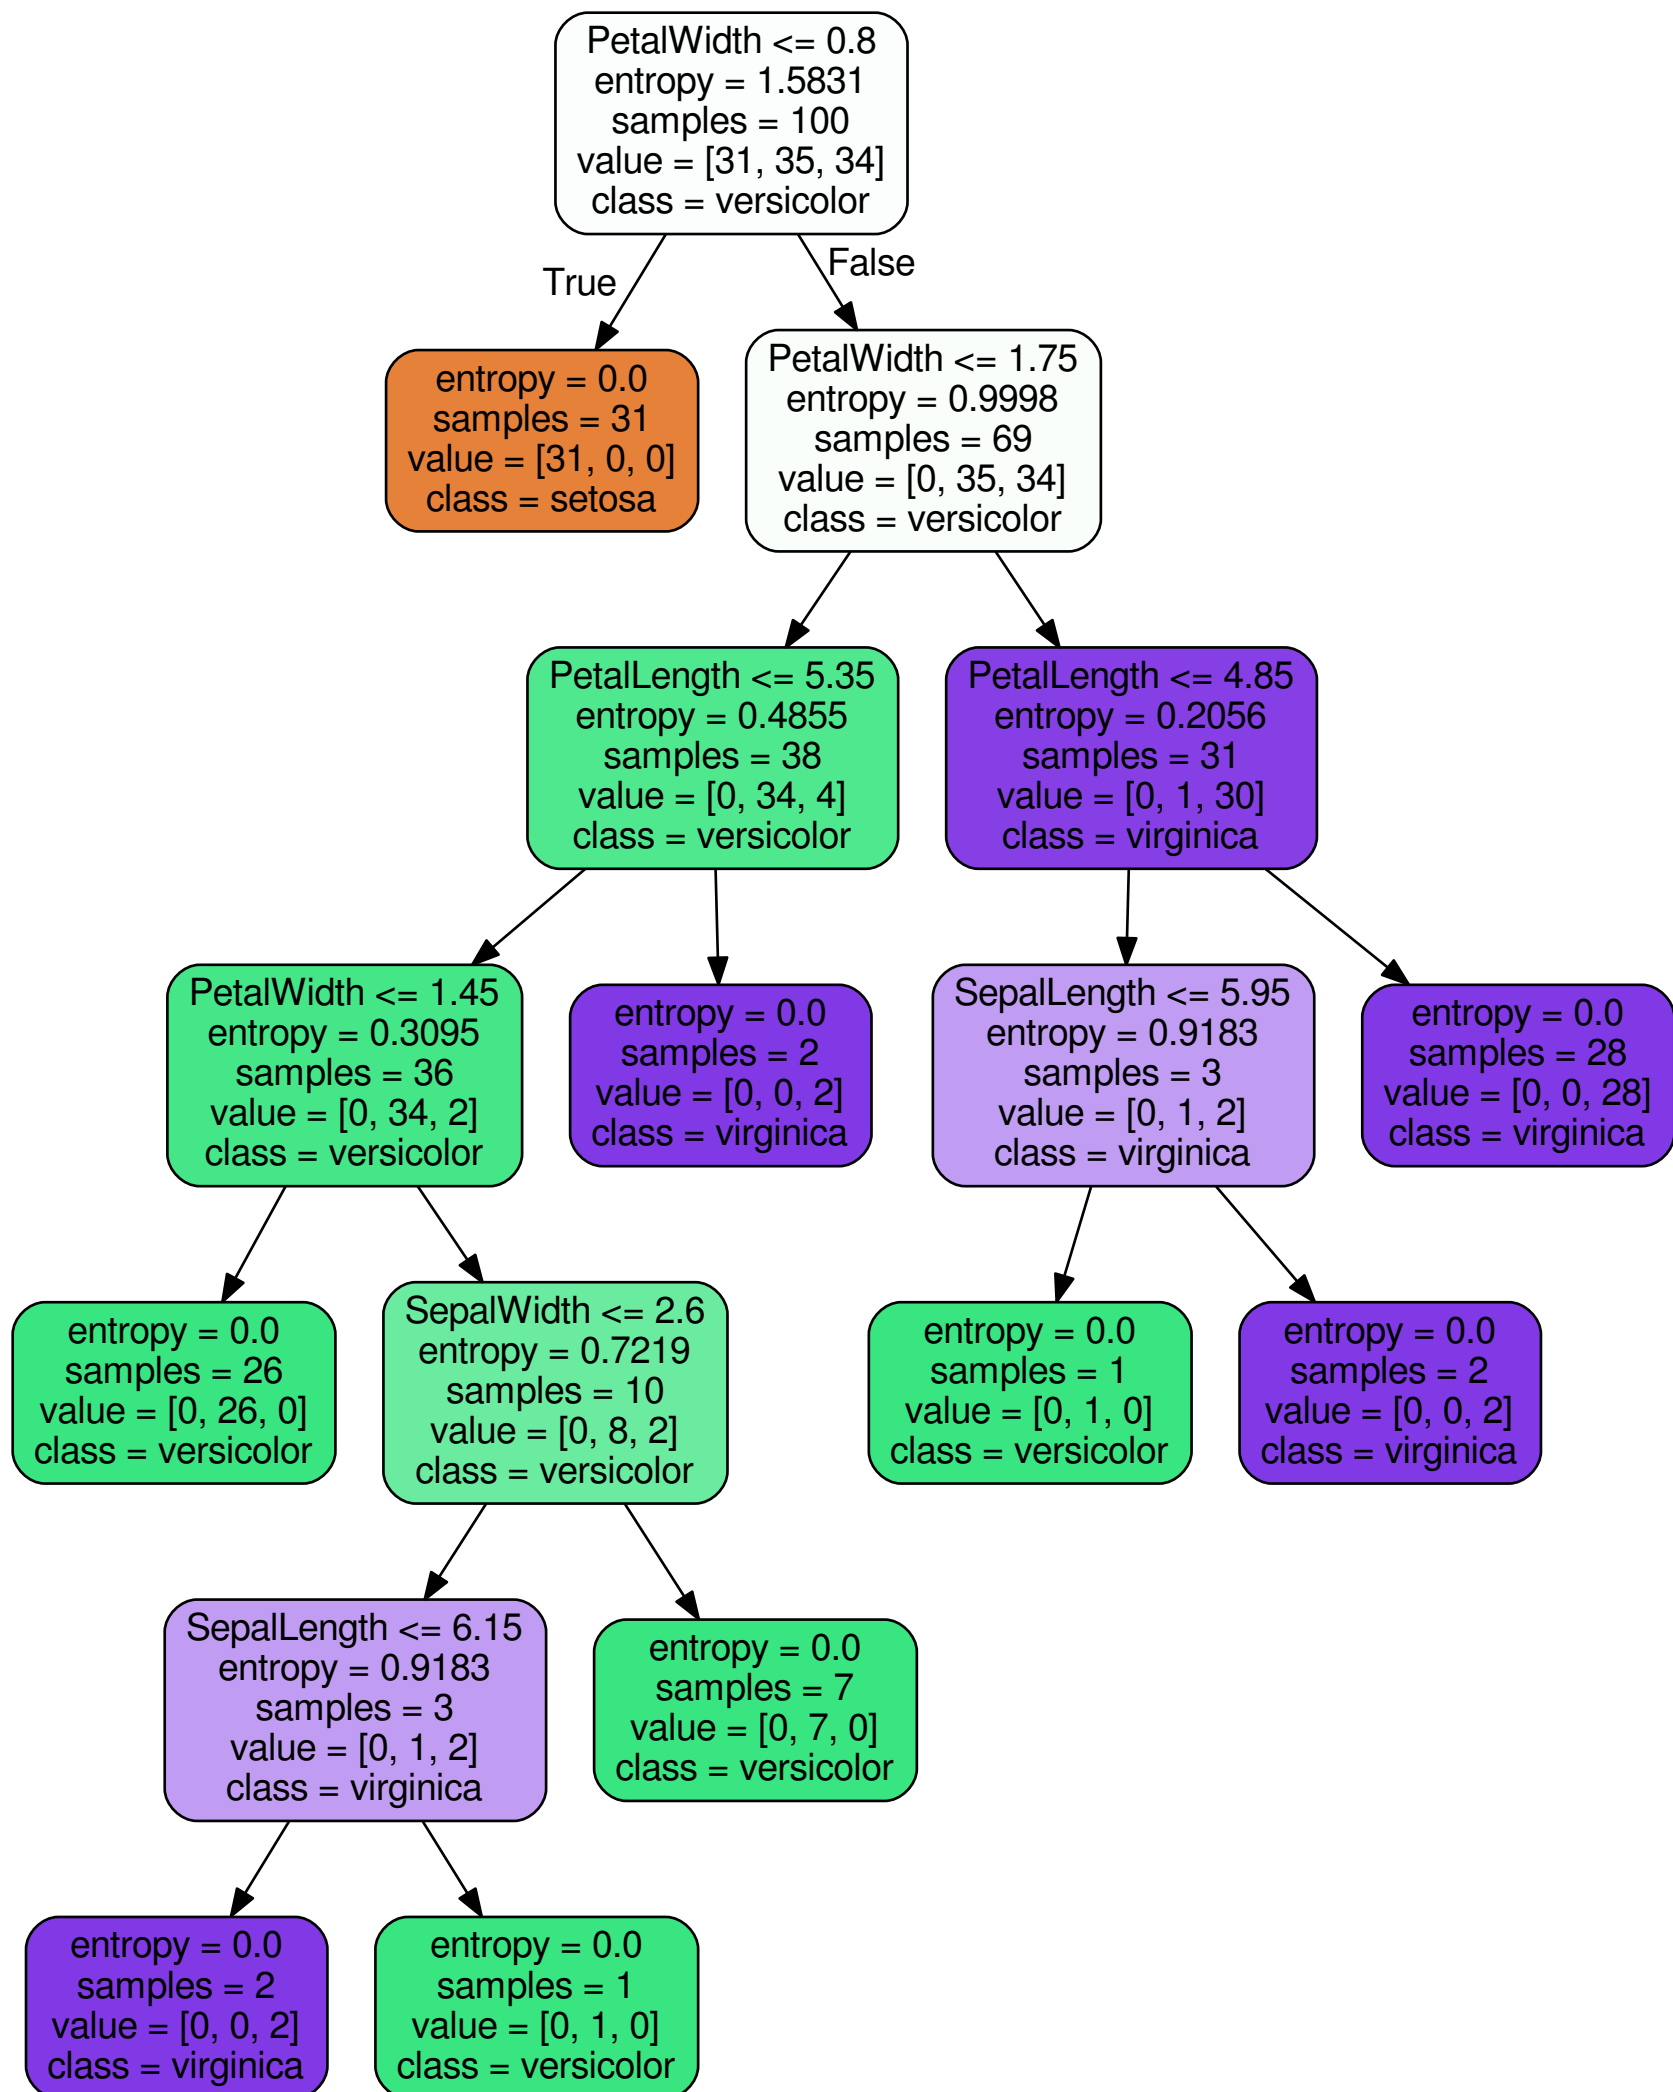 PetalWidth <= 0.8
entropy = 1.5831
samples = 100
value = [31, 35, 34]
class = versicolor
True
False
entropy = 0.0
samples = 31
value = [31, 0, 0]
class = setosa
PetalWidth <= 1.75
entropy = 0.9998
samples = 69
value = [0, 35, 34]
class = versicolor
PetalLength <= 5.35
entropy = 0.4855
samples = 38
value = [0, 34, 4]
class = versicolor
PetalLength <= 4.85
entropy = 0.2056
samples = 31
value = [0, 1, 30]
class = virginica
PetalWidth <= 1.45
entropy = 0.3095
samples = 36
value = [0, 34, 2]
class = versicolor
entropy = 0.0
samples = 2
value = [0, 0, 2]
class = virginica
SepalLength <= 5.95
entropy = 0.9183
samples = 3
value = [0, 1, 2]
class = virginica
entropy = 0.0
samples = 28
value = [0, 0, 28]
class = virginica
entropy = 0.0
samples = 26
value = [0, 26, 0]
class = versicolor
SepalWidth <= 2.6
entropy = 0.7219
samples = 10
value = [0, 8, 2]
class = versicolor
entropy = 0.0
samples = 1
value = [0, 1, 0]
class = versicolor
entropy = 0.0
samples = 2
value = [0, 0, 2]
class = virginica
SepalLength <= 6.15
entropy = 0.9183
samples = 3
value = [0, 1, 2]
class = virginica
entropy = 0.0
samples = 7
value = [0, 7, 0]
class = versicolor
entropy = 0.0
samples = 2
value = [0, 0, 2]
class = virginica
entropy = 0.0
samples = 1
value = [0, 1, 0]
class = versicolor